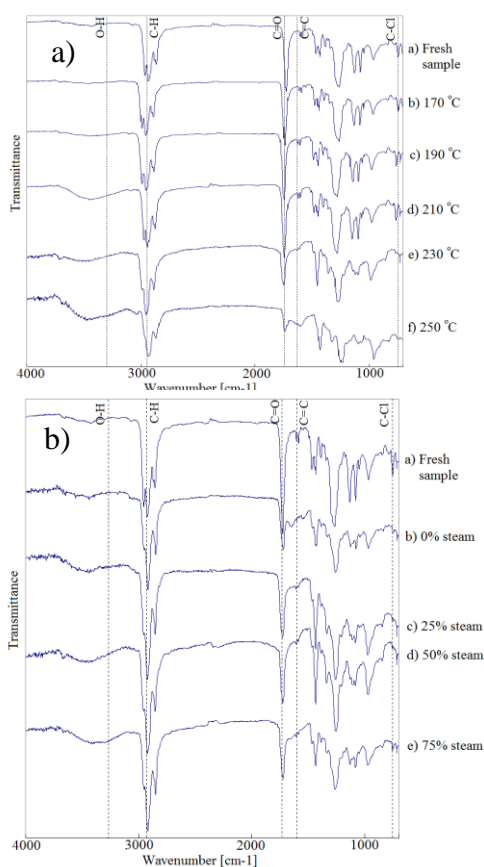 a)
O-H
C-H
C=O
C=C
C-Cl
a) Fresh
sample
b) 170 °C
c) 190 °C
d) 210 °C
e) 230 °C
f) 250 °C
Transmittance
4000
3000
2000
1000
Wavenumber [cm-1]
b)
O-H
C-H
C=O
C=C
C-Cl
a) Fresh
sample
b) 0% steam
c) 25% steam
d) 50% steam
e) 75% steam
Transmittance
4000
3000
2000
1000
Wavenumber [cm-1]